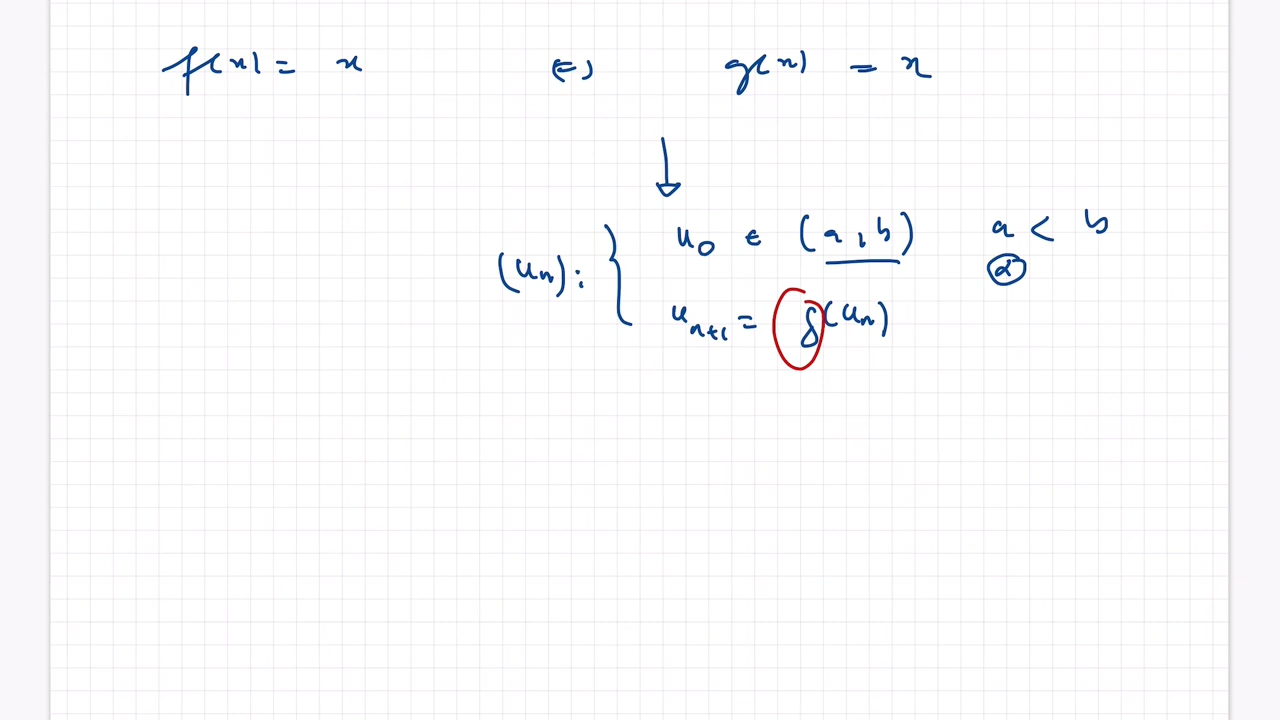 f(x) = x ⇔ g(x) = x
↓
(uₙ): { u₀ ∈ (a, b) a < b
α
uₙ₊₁ = g(uₙ)